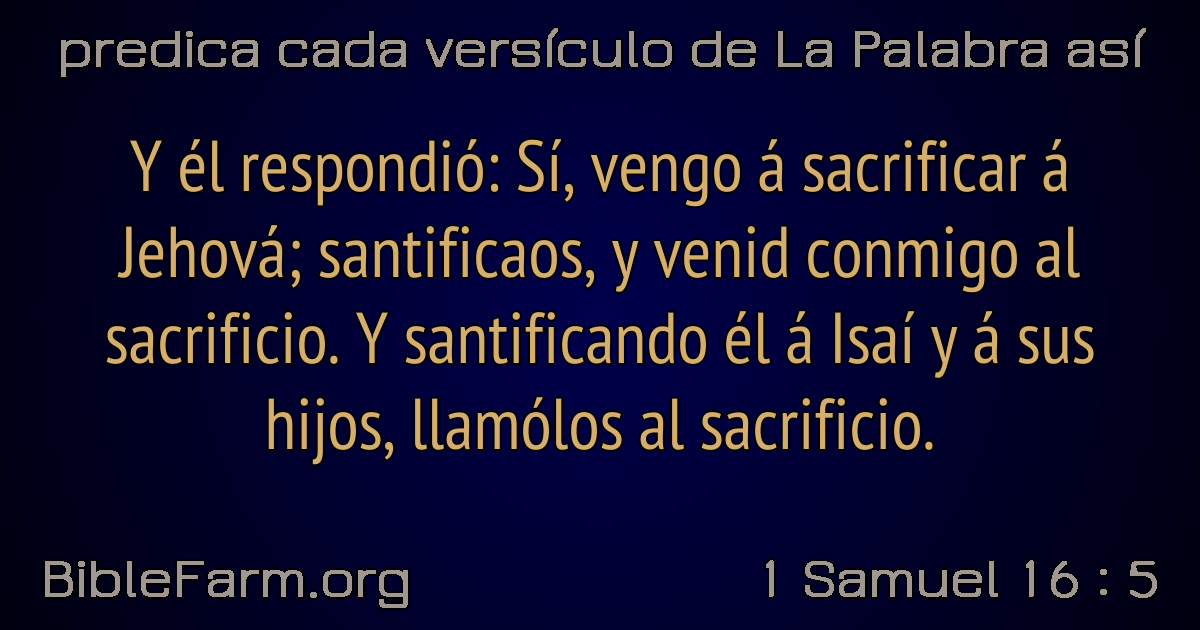 predica cada versículo de La Palabra así
Y él respondió: Sí, vengo á sacrificar á
Jehová; santificaos, y venid conmigo al
sacrificio. Y santificando él á Isaí y á sus
hijos, llamólos al sacrificio.
BibleFarm.org
1 Samuel 16 : 5